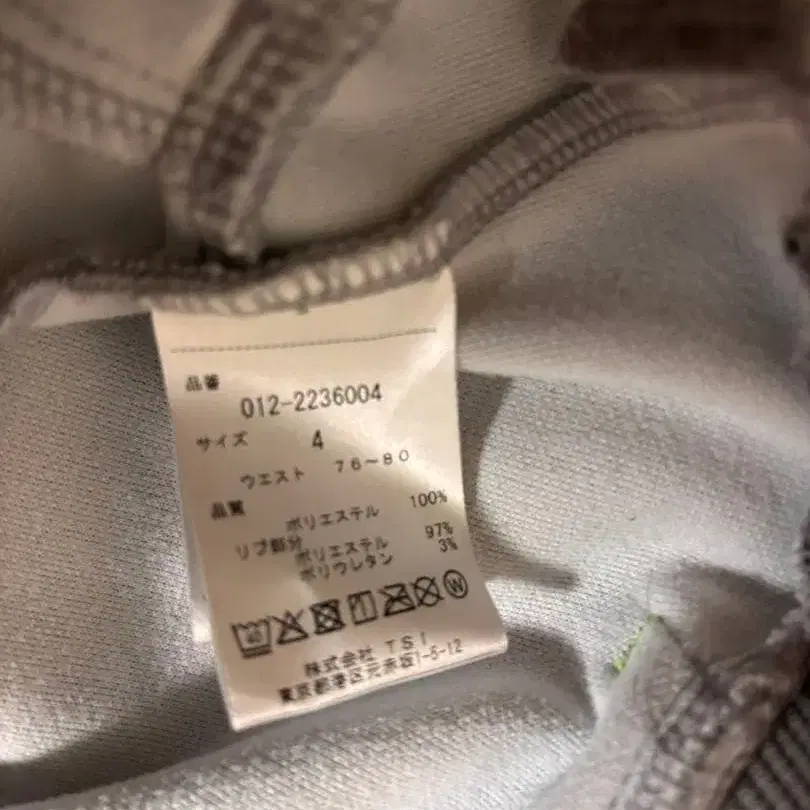 品番
012-2236004
サイズ 4
ウエスト 76~80
品質
ポリエステル 100%
リブ部分
ポリエステル 97%
ポリウレタン 3%
40 W
株式会社 TSI
東京都港区元赤坂1-5-12